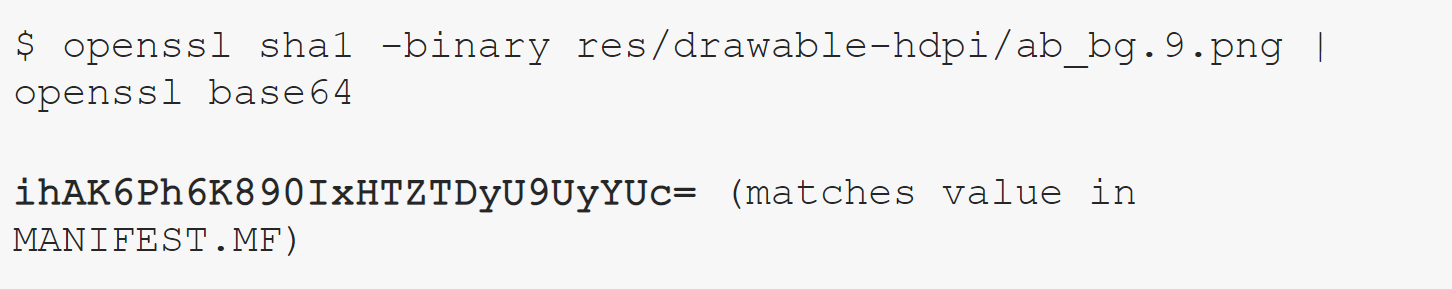 $ openssl sha1 -binary res/drawable-hdpi/ab_bg.9.png |
openssl base64
ihAK6Ph6K890IxHTZTDyU9UyYUc= (matches value in
MANIFEST.MF)